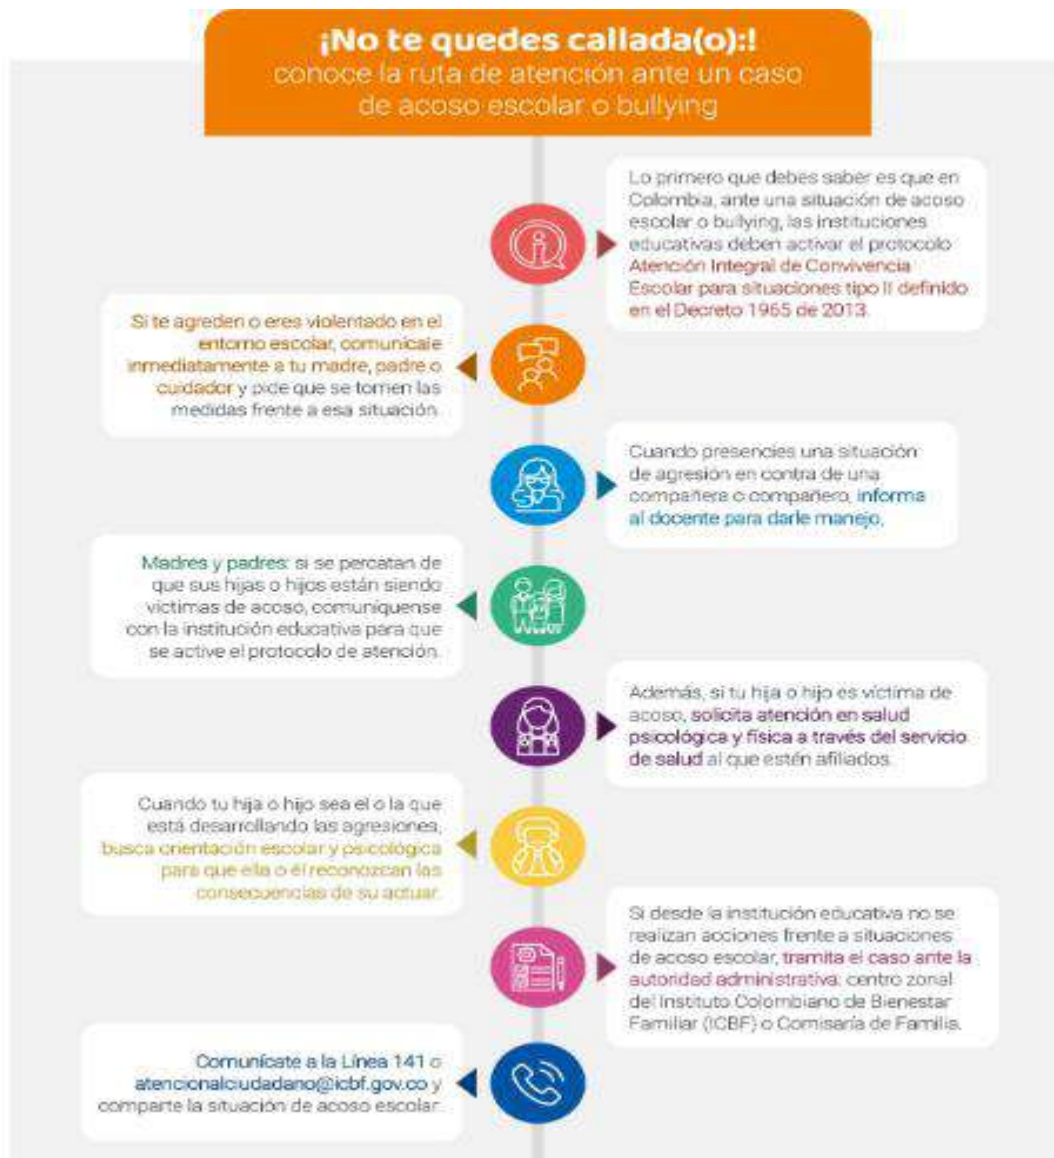 ¡No te quedes callada(o):!
conoce la ruta de atención ante un caso
de acoso escolar o bullying
Lo primero que debes saber es que en
Colombia, ante una situación de acoso
escolar o bullying, las instituciones
educativas deben activar el protocolo
Atención Integral de Convivencia
Escolar para situaciones tipo II definido
en el Decreto 1965 de 2013.
Si te agreden o eres violentado en el
entorno escolar, comunícale
inmediatamente a tu madre, padre o
cuidador y pide que se tomen las
medidas frente a esa situación.
Cuando presencies una situación
de agresión en contra de una
compañera o compañero, informa
al docente para darle manejo.
Madres y padres: si se percatan de
que sus hijas o hijos están siendo
víctimas de acoso, comuníquense
con la institución educativa para que
se active el protocolo de atención.
Además, si tu hija o hijo es víctima de
acoso, solicita atención en salud
psicológica y física a través del servicio
de salud al que estén afiliados.
Cuando tu hija o hijo sea el o la que
está desarrollando las agresiones,
busca orientación escolar y psicológica
para que ella o él reconozcan las
consecuencias de su actuar.
Si desde la institución educativa no se
realizan acciones frente a situaciones
de acoso escolar, tramita el caso ante la
autoridad administrativa: centro zonal
del Instituto Colombiano de Bienestar
Familiar (ICBF) o Comisaría de Familia.
Comunícate a la Línea 141 o
atencionalciudadano@icbf.gov.co y
comparte la situación de acoso escolar.